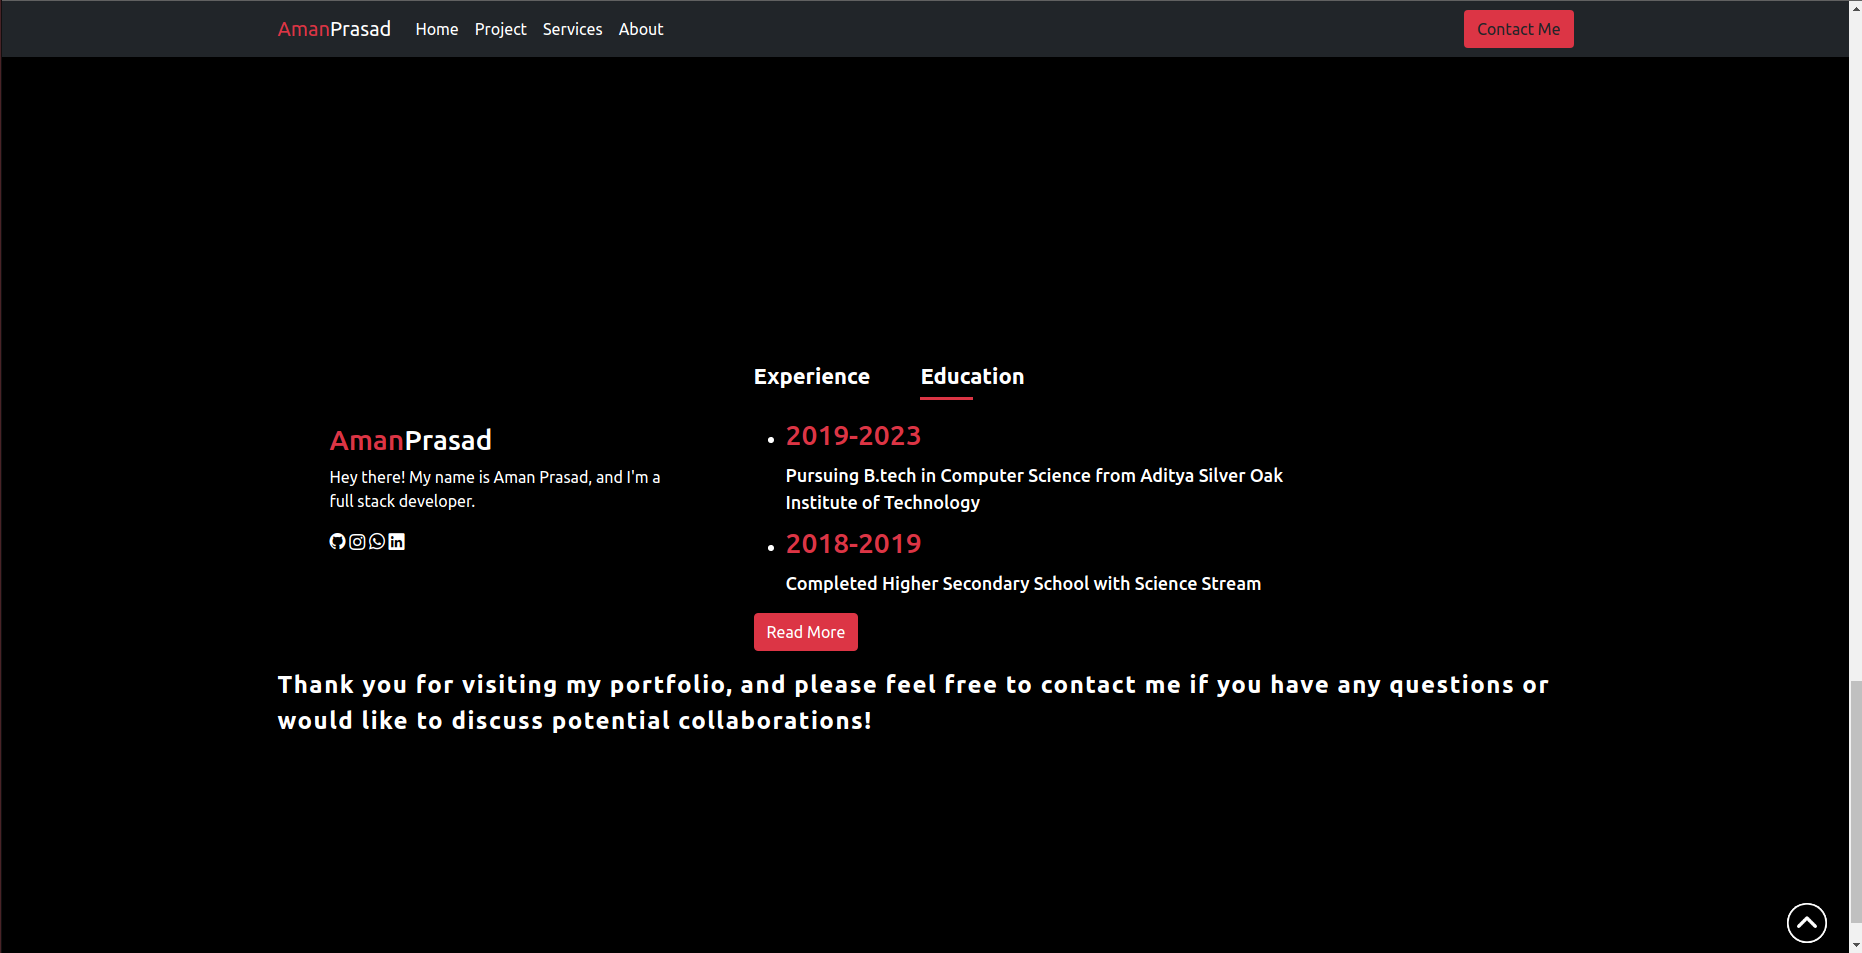 AmanPrasad Home Project Services About Contact Me
Experience Education
AmanPrasad
Hey there! My name is Aman Prasad, and I'm a
full stack developer.
2019-2023
Pursuing B.tech in Computer Science from Aditya Silver Oak
Institute of Technology
2018-2019
Completed Higher Secondary School with Science Stream
Read More
Thank you for visiting my portfolio, and please feel free to contact me if you have any questions or
would like to discuss potential collaborations!